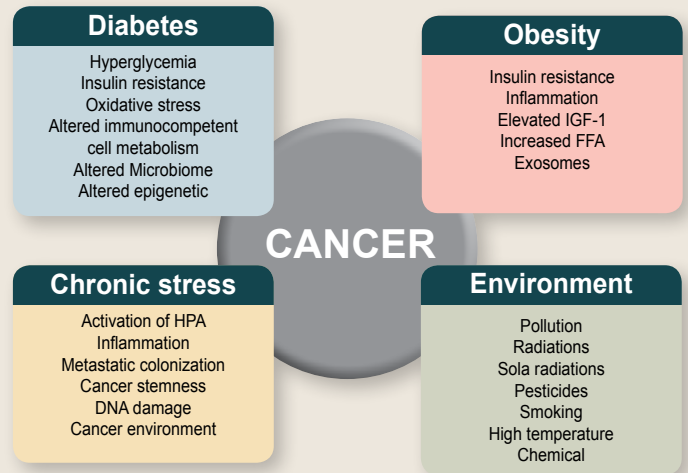 Diabetes
Hyperglycemia
Insulin resistance
Oxidative stress
Altered immunocompetent
cell metabolism
Altered Microbiome
Altered epigenetic
Obesity
Insulin resistance
Inflammation
Elevated IGF-1
Increased FFA
Exosomes
CANCER
Chronic stress
Activation of HPA
Inflammation
Metastatic colonization
Cancer stemness
DNA damage
Cancer environment
Environment
Pollution
Radiations
Sola radiations
Pesticides
Smoking
High temperature
Chemical